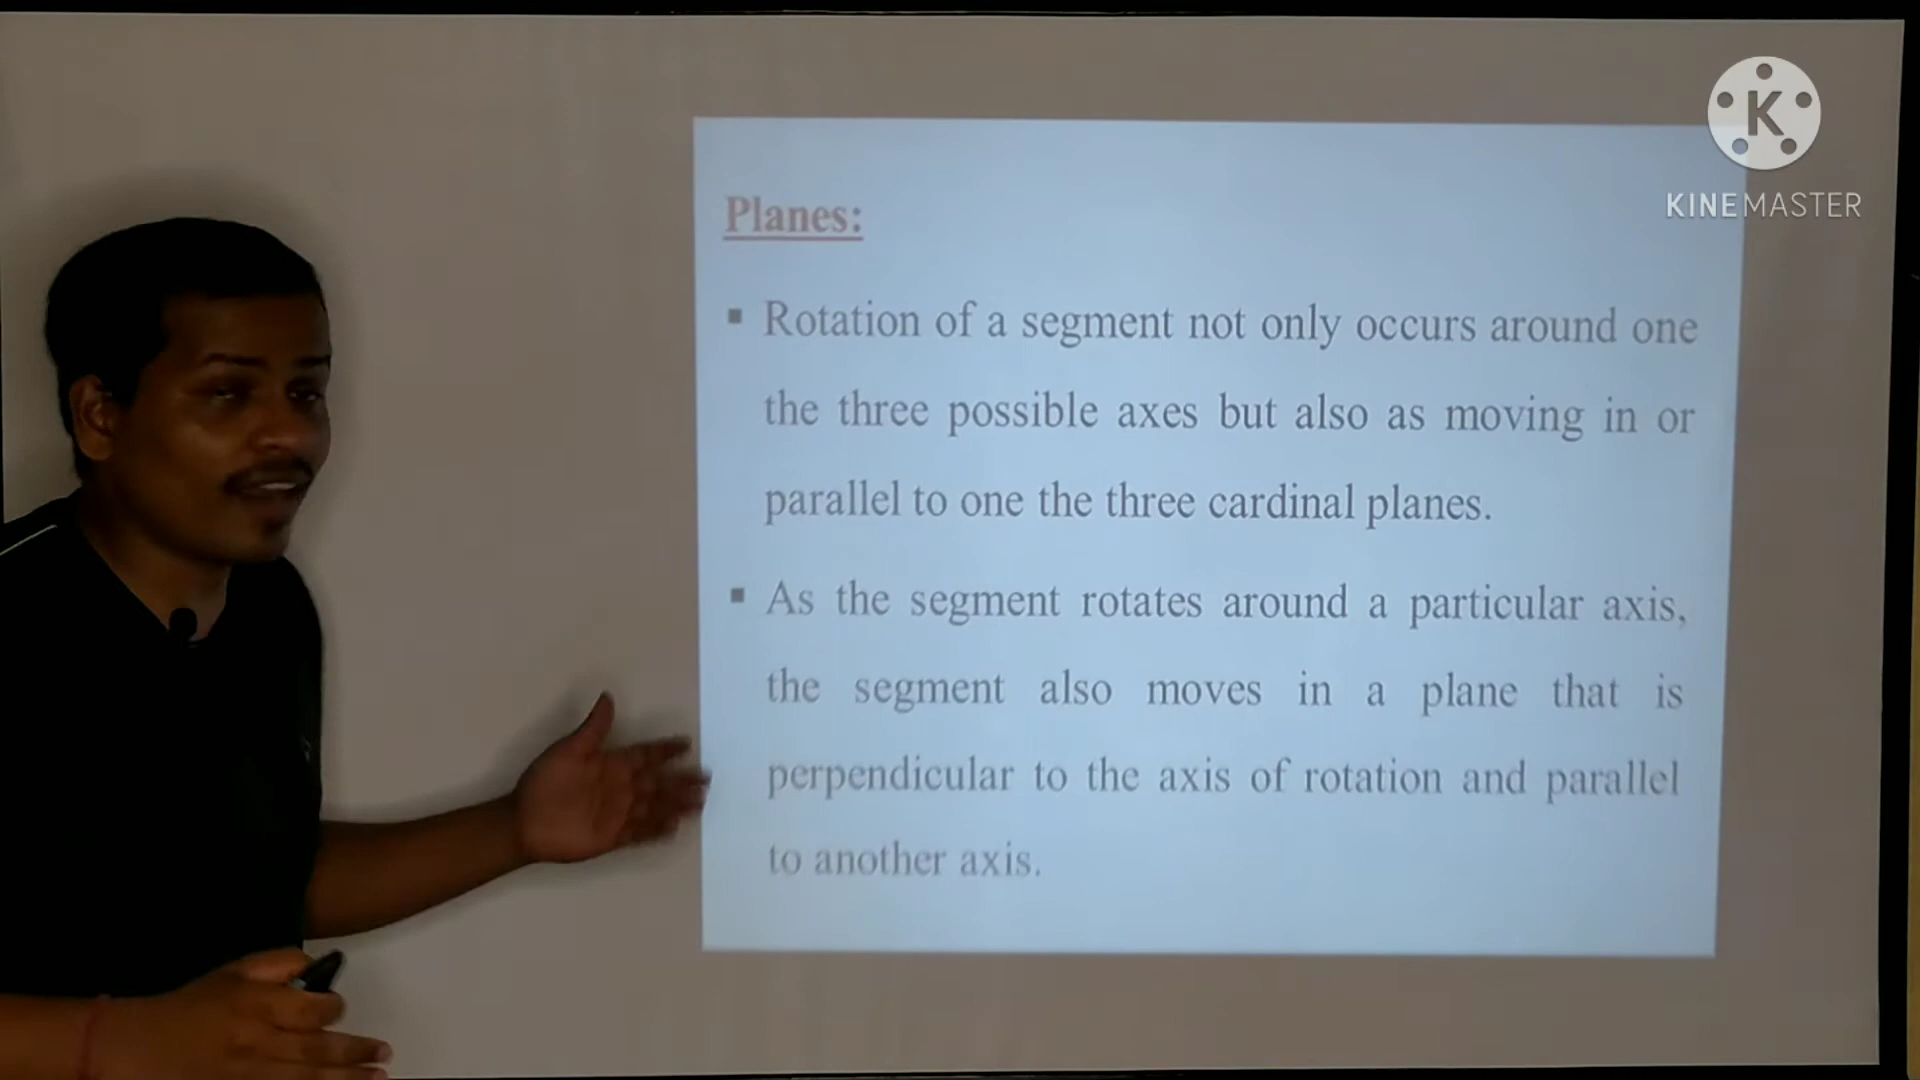 K
KINEMASTER
Planes:
▪ Rotation of a segment not only occurs around one
the three possible axes but also as moving in or
parallel to one the three cardinal planes.
▪ As the segment rotates around a particular axis,
the segment also moves in a plane that is
perpendicular to the axis of rotation and parallel
to another axis.